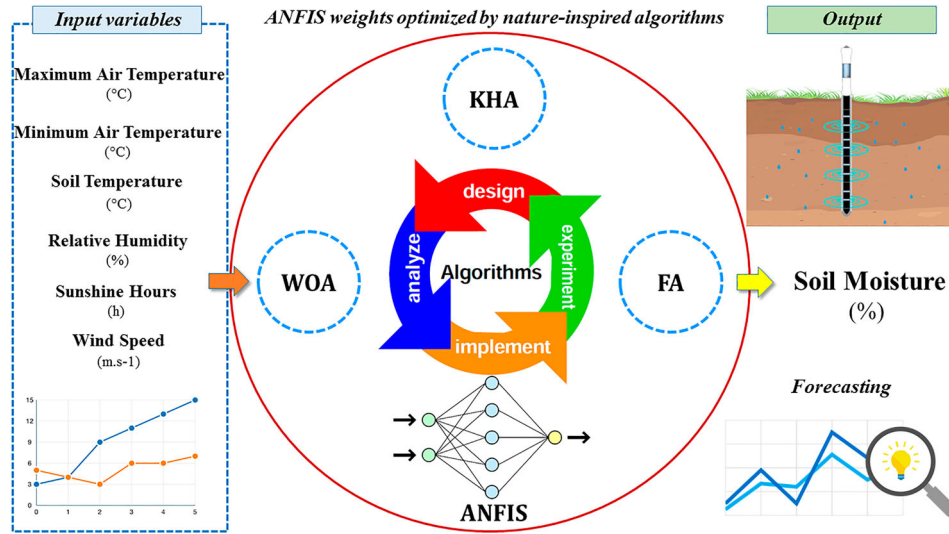 Input variables
Maximum Air Temperature
(°C)
Minimum Air Temperature
(°C)
Soil Temperature
(°C)
Relative Humidity
(%)
Sunshine Hours
(h)
Wind Speed
(m.s-1)
15
12
9
6
3
0
0 1 2 3 4 5
ANFIS weights optimized by nature-inspired algorithms
KHA
design
analyze
experiment
WOA
Algorithms
FA
implement
ANFIS
Output
Soil Moisture
(%)
Forecasting